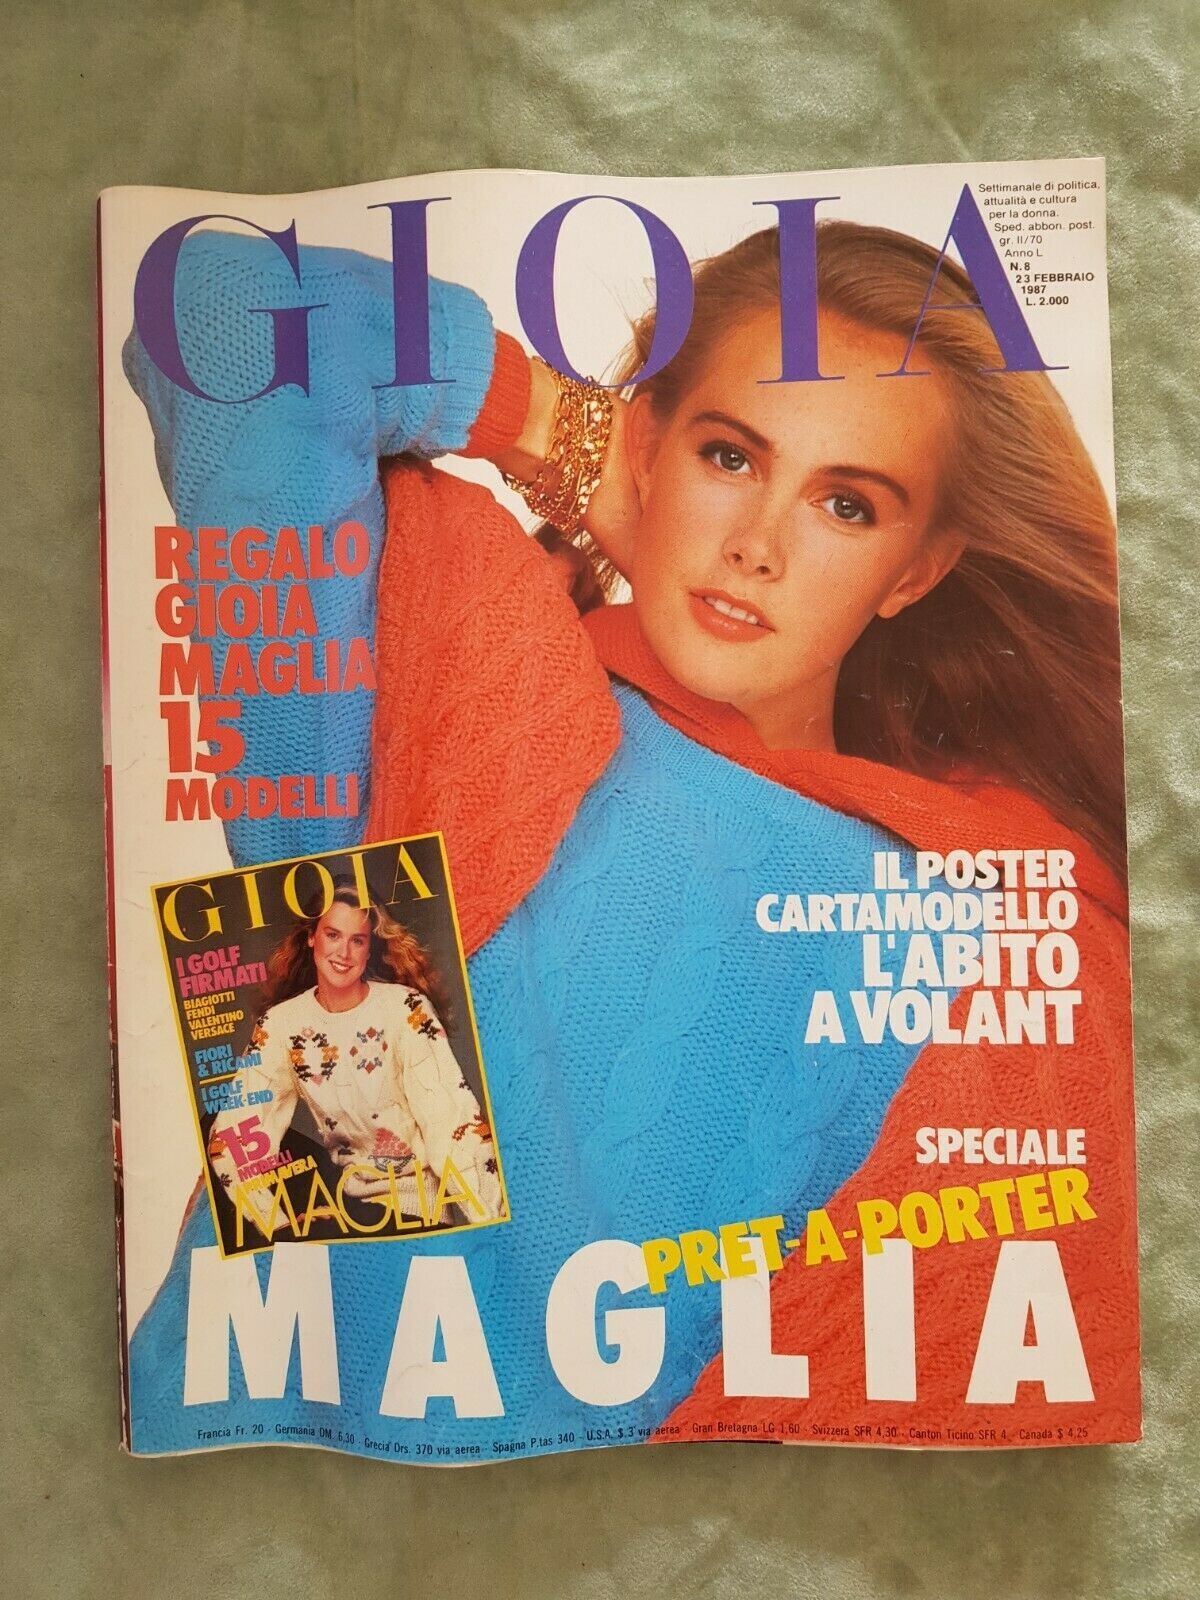 GIOIA
Settimanale di politica,
attualità e cultura
per la donna.
Sped. abbon. post.
gr. II/70
Anno L
N. 8
23 FEBBRAIO
1987
L. 2.000
REGALO
GIOIA
MAGLIA
15
MODELLI
IL POSTER
CARTAMODELLO
L'ABITO
A VOLANT
GIOIA
I GOLF
FIRMATI
BIAGIOTTI
FENDI
VALENTINO
VERSACE
FIORI
& RICAMI
I GOLF
WEEK-END
15
MODELLI
PRIMAVERA
MAGLIA
SPECIALE
PRET-A-PORTER
MAGLIA
Francia Fr. 20 - Germania DM. 6,30 - Grecia Drs. 370 via aerea - Spagna P.tas 340 - U.S.A. $ 3 via aerea - Gran Bretagna LG 1,60 - Svizzera SFR 4,30 - Canton Ticino SFR 4 - Canada $ 4,25